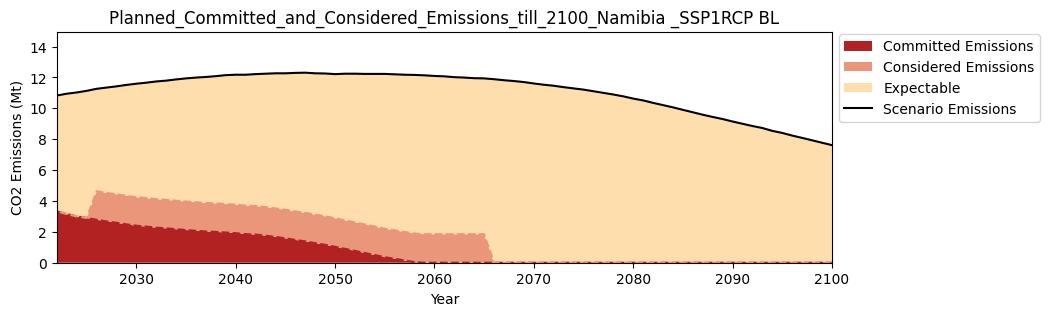 Planned_Committed_and_Considered_Emissions_till_2100_Namibia _SSP1RCP BL
CO2 Emissions (Mt)
14
12
10
8
6
4
2
0
2030
2040
2050
2060
2070
2080
2090
2100
Year
Committed Emissions
Considered Emissions
Expectable
Scenario Emissions